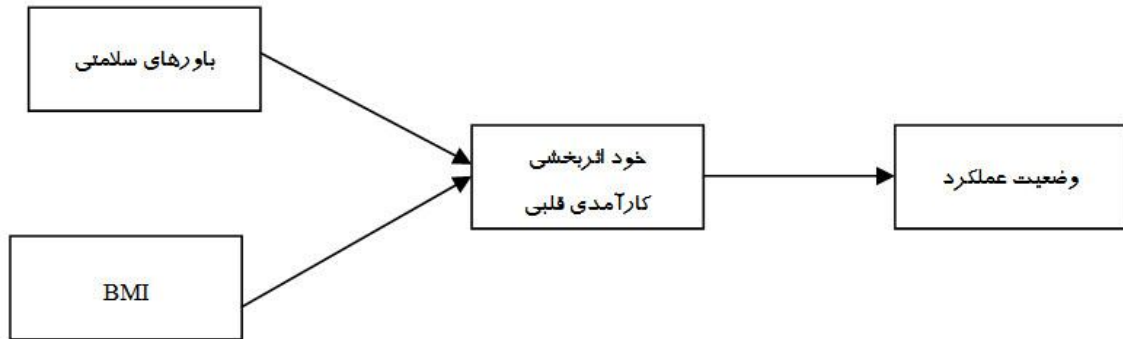 باورهای سلامتی
خود اثربخشی
کارآمدی قلبی
وضعیت عملکرد
BMI